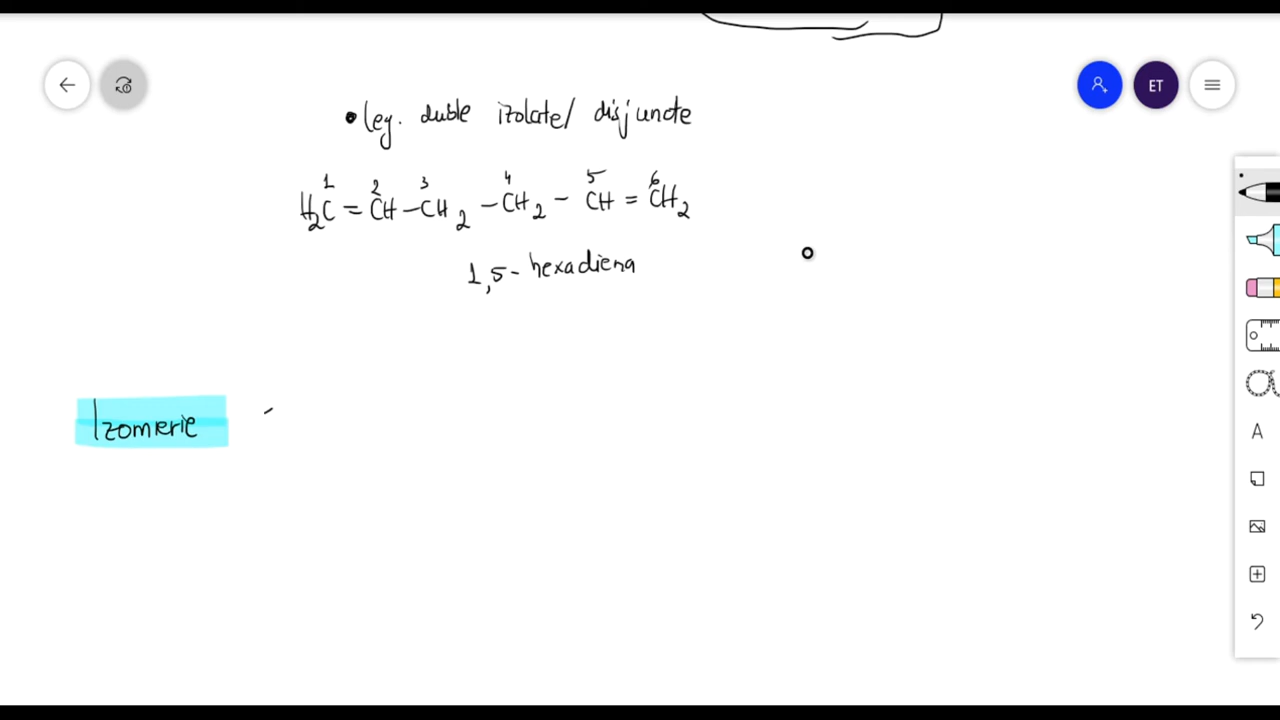 ET
• leg. duble izolate/ disjuncte
1 2 3 4 5 6
H₂C = CH – CH₂ – CH₂ – CH = CH₂
1,5 - hexadiena
Izomerie
A